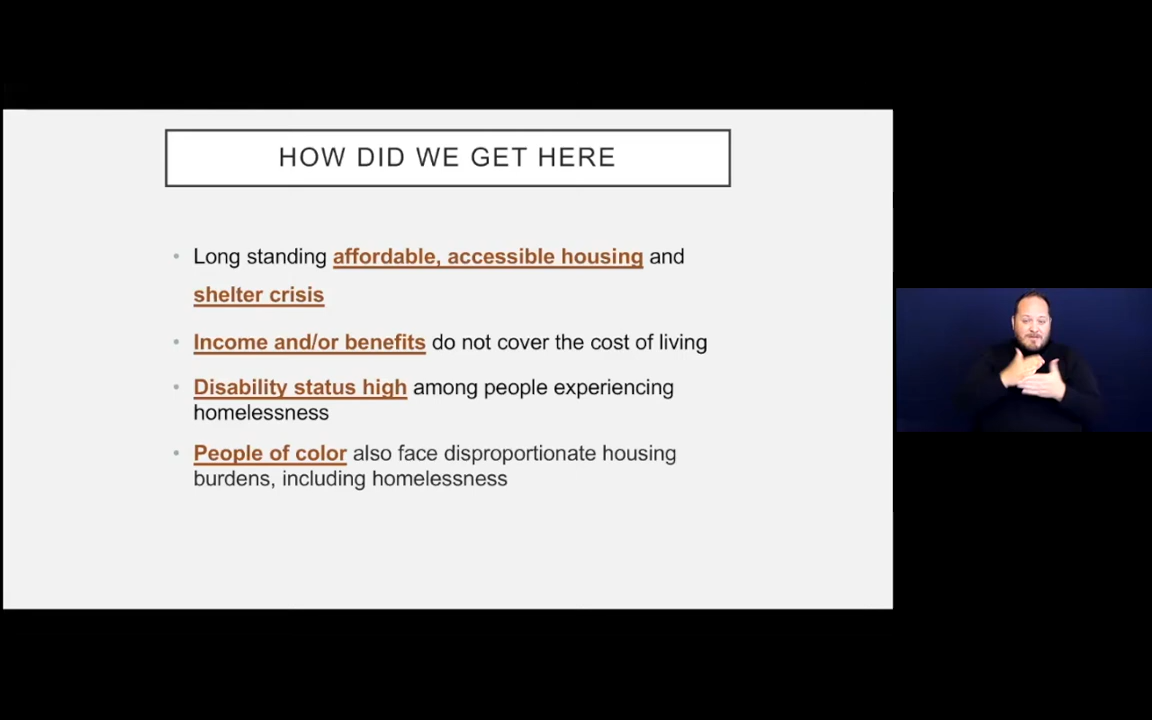 HOW DID WE GET HERE
Long standing affordable, accessible housing and
shelter crisis
Income and/or benefits do not cover the cost of living
Disability status high among people experiencing
homelessness
People of color also face disproportionate housing
burdens, including homelessness